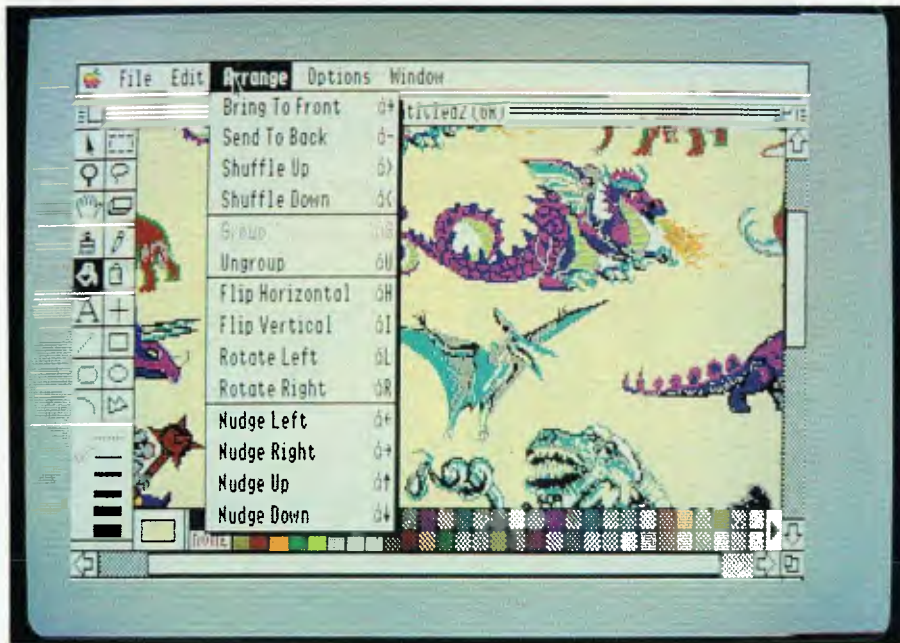 File Edit Arrange Options Window
Bring To Front
Send To Back
Shuffle Up
Shuffle Down
Group
Ungroup
Flip Horizontal
Flip Vertical
Rotate Left
Rotate Right
Nudge Left
Nudge Right
Nudge Up
Nudge Down